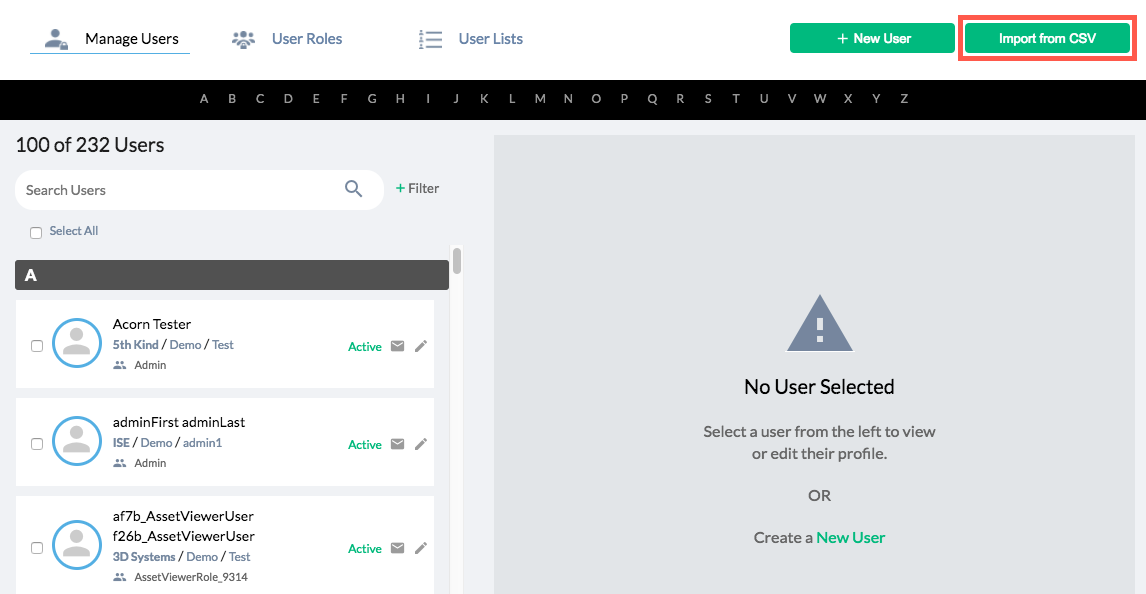 Manage Users
User Roles
User Lists
+ New User
Import from CSV
A B C D E F G H I J K L M N O P Q R S T U V W X Y Z
100 of 232 Users
Search Users
+ Filter
Select All
A
Acorn Tester
5th Kind / Demo / Test
Admin
Active
adminFirst adminLast
ISE / Demo / admin1
Admin
Active
af7b_AssetViewerUser
f26b_AssetViewerUser
3D Systems / Demo / Test
AssetViewerRole_9314
Active
No User Selected
Select a user from the left to view
or edit their profile.
OR
Create a New User